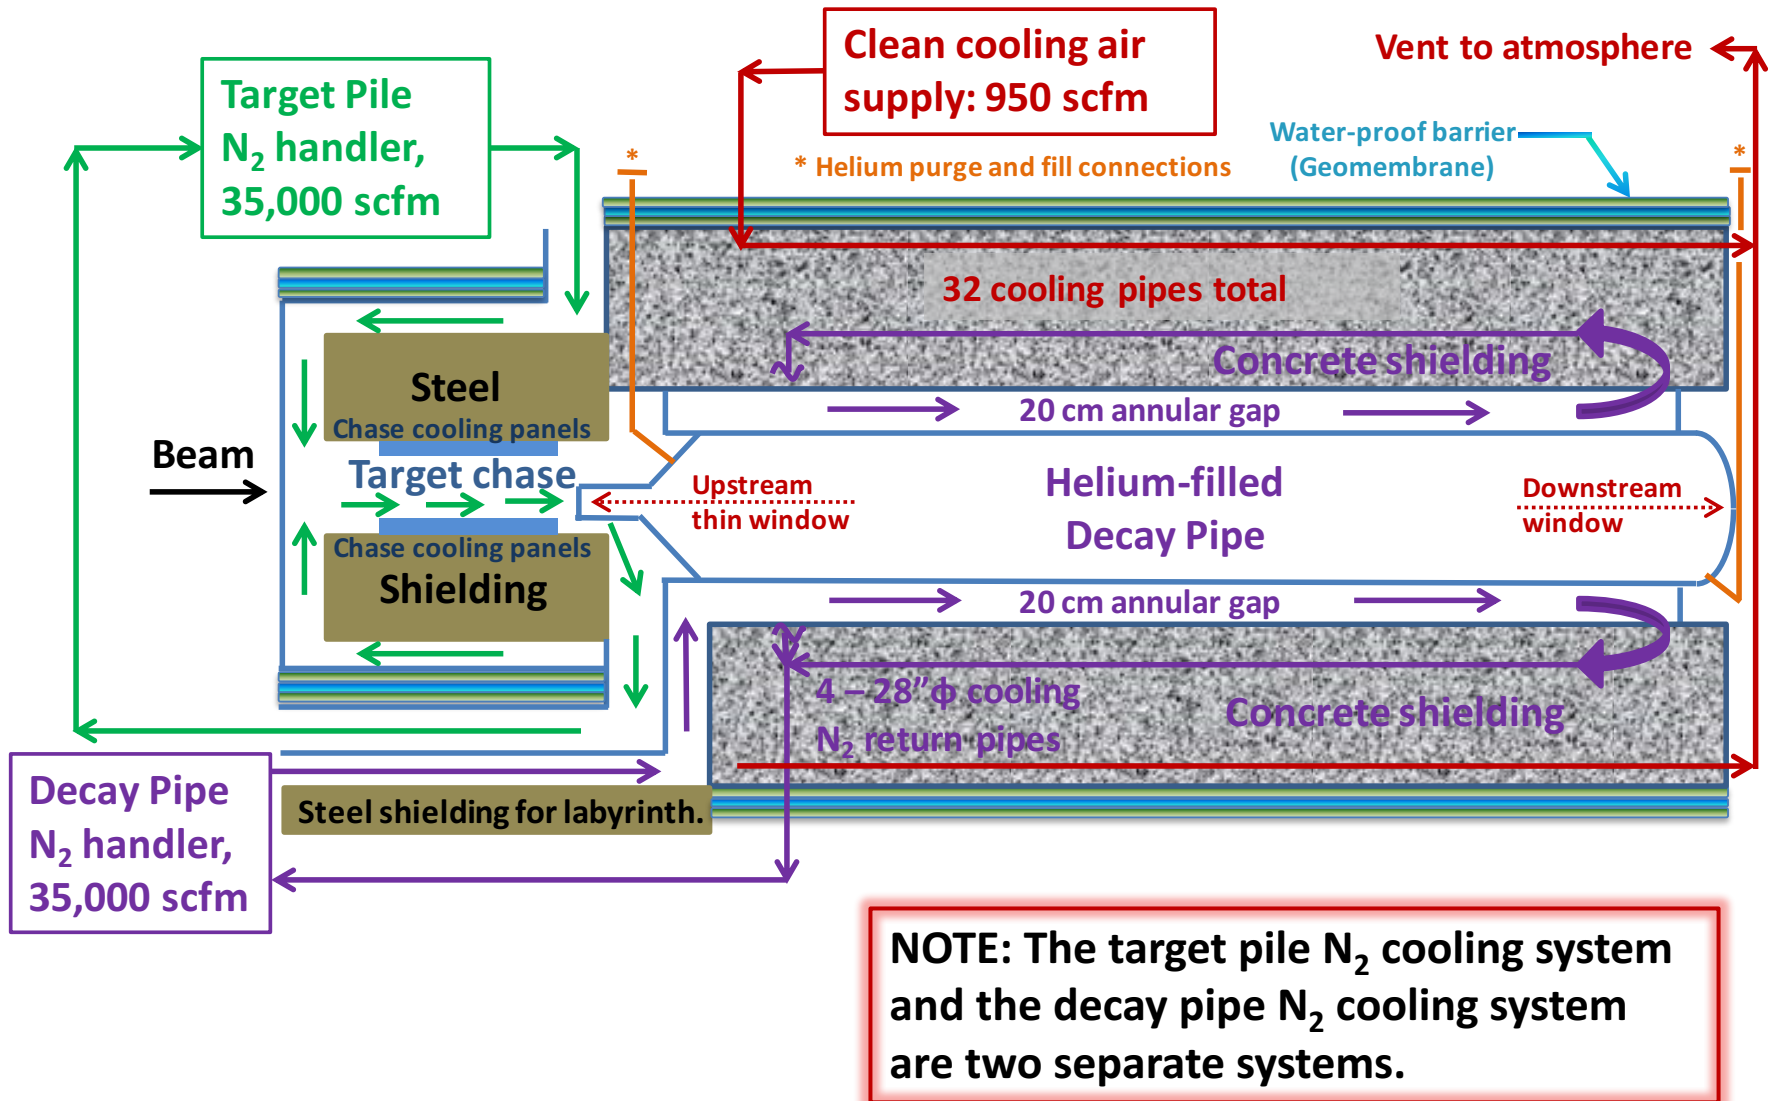 Clean cooling air
supply: 950 scfm
Vent to atmosphere
Target Pile
N₂ handler,
35,000 scfm
*
* Helium purge and fill connections
Water-proof barrier
(Geomembrane)
*
32 cooling pipes total
Concrete shielding
Steel
Chase cooling panels
20 cm annular gap
Beam
Target chase
Upstream
thin window
Helium-filled
Decay Pipe
Downstream
window
Chase cooling panels
Shielding
20 cm annular gap
4 – 28”ϕ cooling
N₂ return pipes
Concrete shielding
Decay Pipe
N₂ handler,
35,000 scfm
Steel shielding for labyrinth.
NOTE: The target pile N₂ cooling system
and the decay pipe N₂ cooling system
are two separate systems.